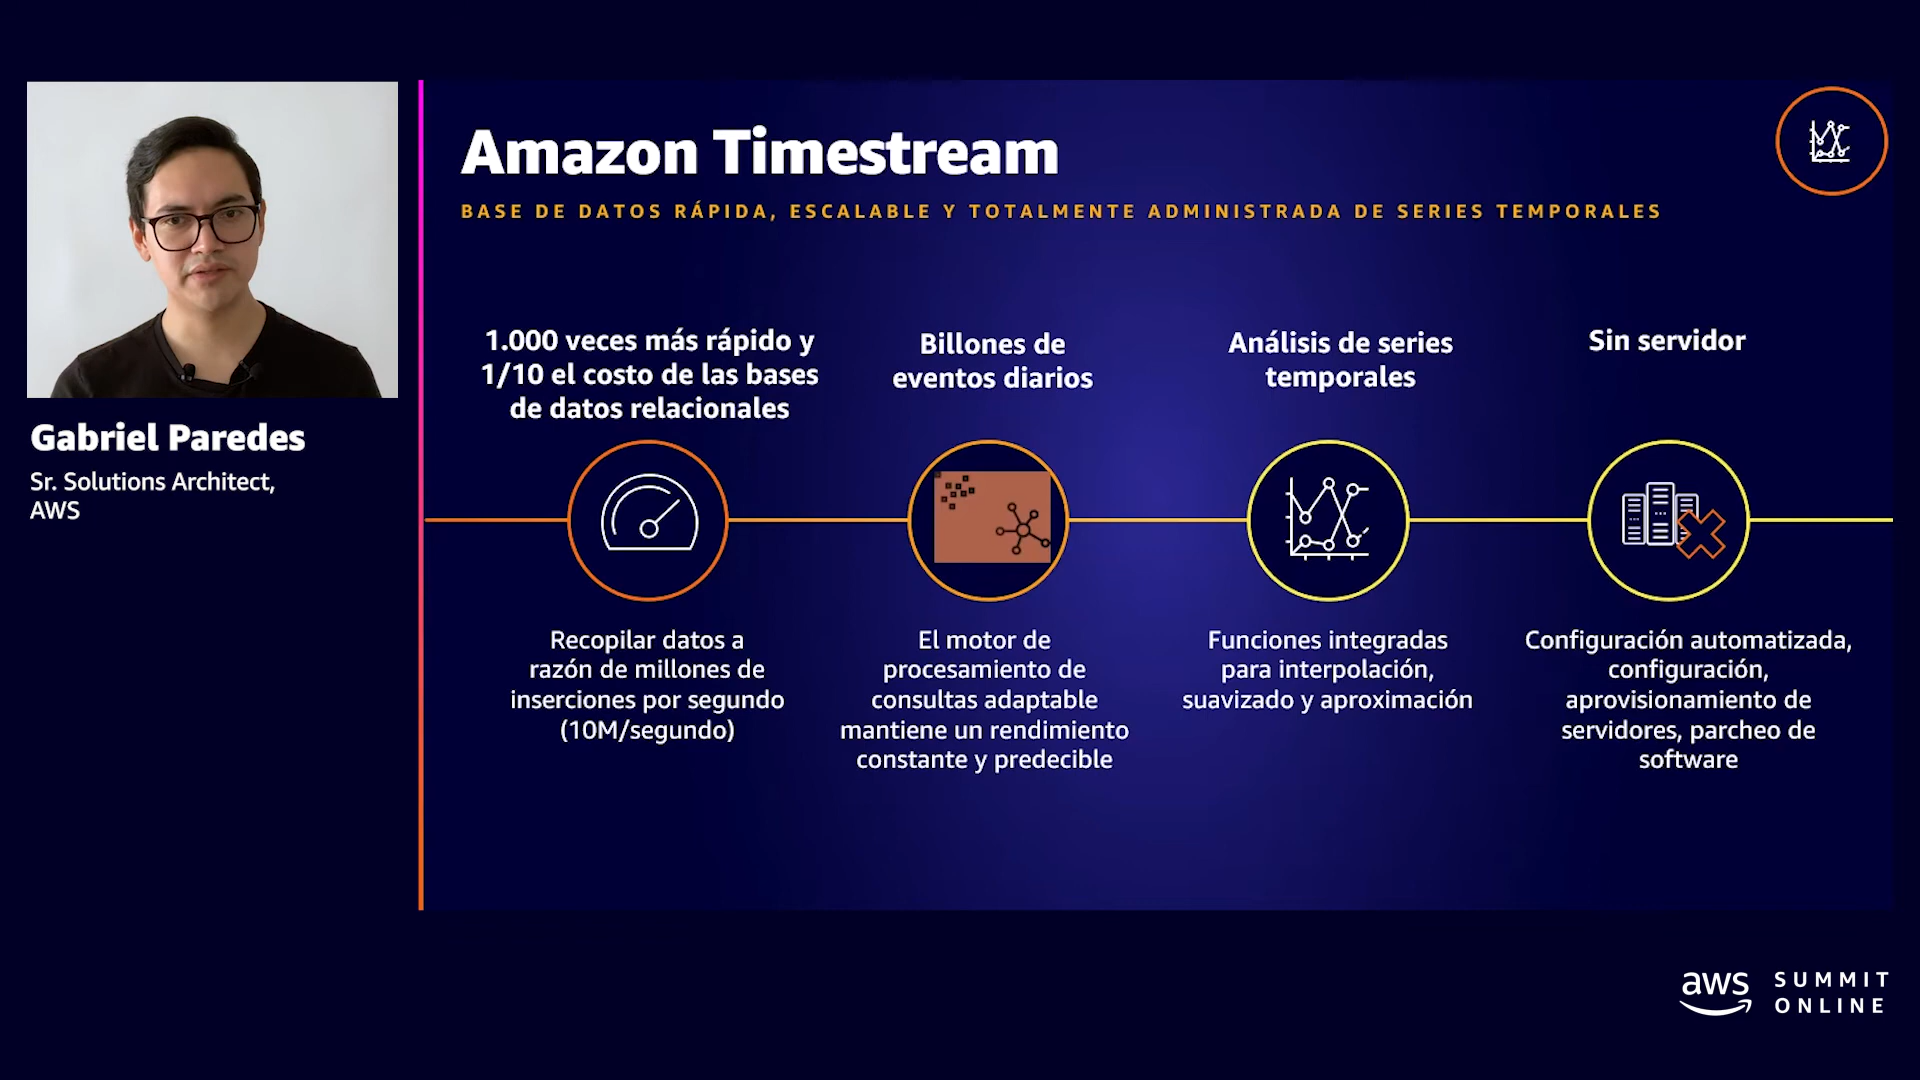 Gabriel Paredes
Sr. Solutions Architect,
AWS
Amazon Timestream
BASE DE DATOS RÁPIDA, ESCALABLE Y TOTALMENTE ADMINISTRADA DE SERIES TEMPORALES
1.000 veces más rápido y
1/10 el costo de las bases
de datos relacionales
Recopilar datos a
razón de millones de
inserciones por segundo
(10M/segundo)
Billones de
eventos diarios
El motor de
procesamiento de
consultas adaptable
mantiene un rendimiento
constante y predecible
Análisis de series
temporales
Funciones integradas
para interpolación,
suavizado y aproximación
Sin servidor
Configuración automatizada,
configuración,
aprovisionamiento de
servidores, parcheo de
software
aws
SUMMIT
ONLINE